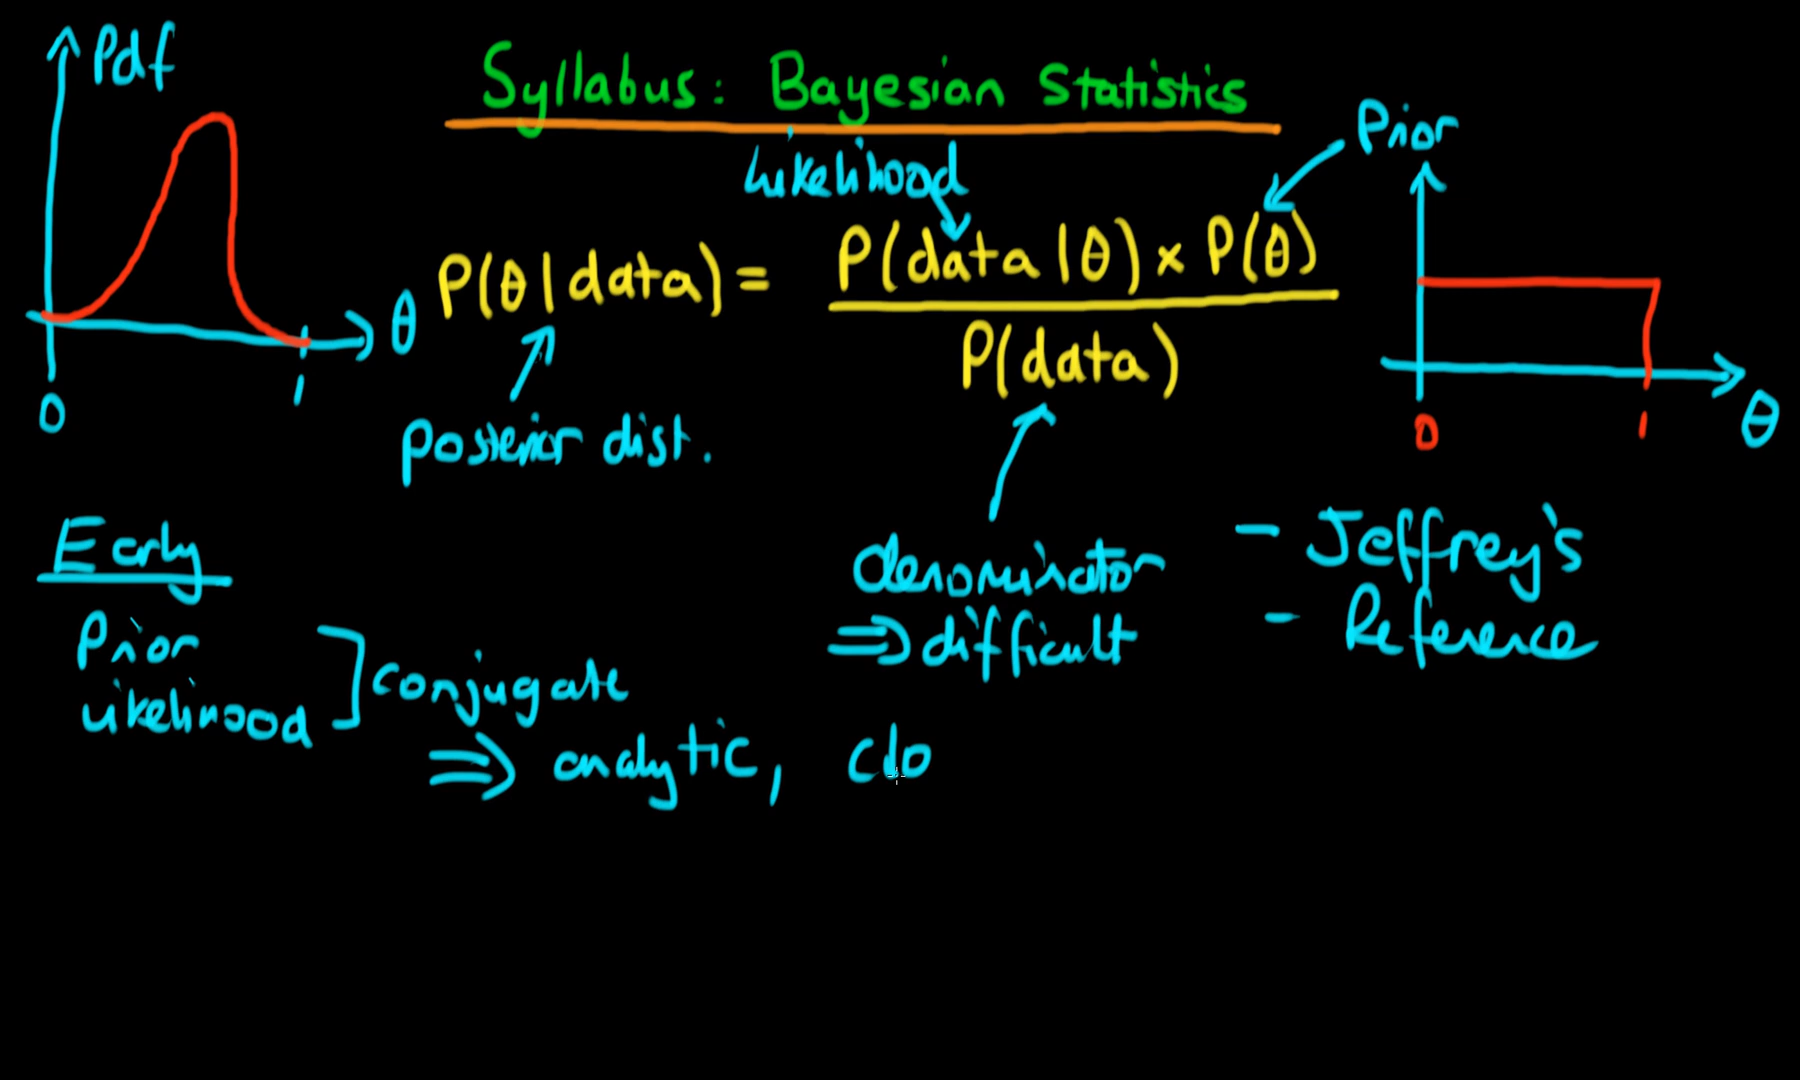 Pdf
Syllabus: Bayesian Statistics
Prior
Likelihood
P(θ|data) = P(data|θ) × P(θ)
P(data)
θ
0
1
posterior dist.
0
1
θ
Early
Prior
likelihood
conjugate
⇒ analytic, clo
denominator
⇒ difficult
- Jeffrey's
- Reference